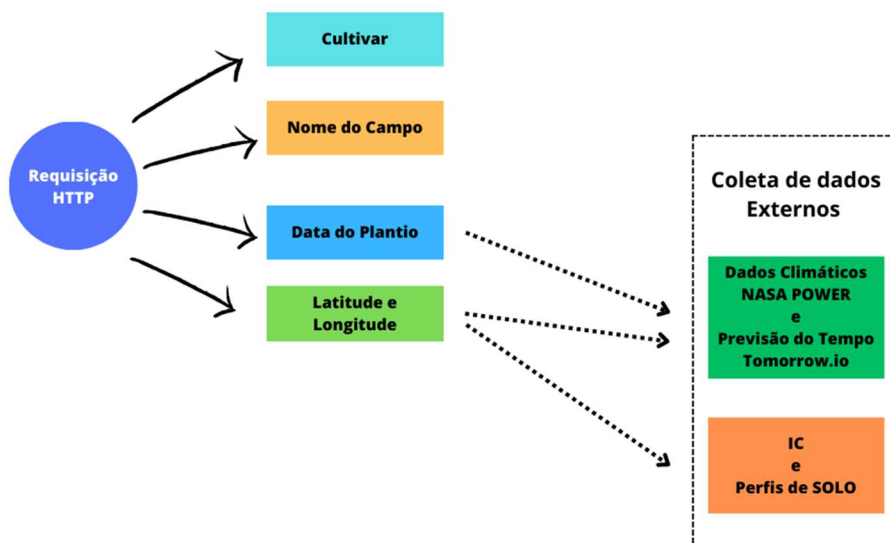 Cultivar
Nome do Campo
Requisição
HTTP
Data do Plantio
Latitude e
Longitude
Coleta de dados
Externos
Dados Climáticos
NASA POWER
e
Previsão do Tempo
Tomorrow.io
IC
e
Perfis de SOLO